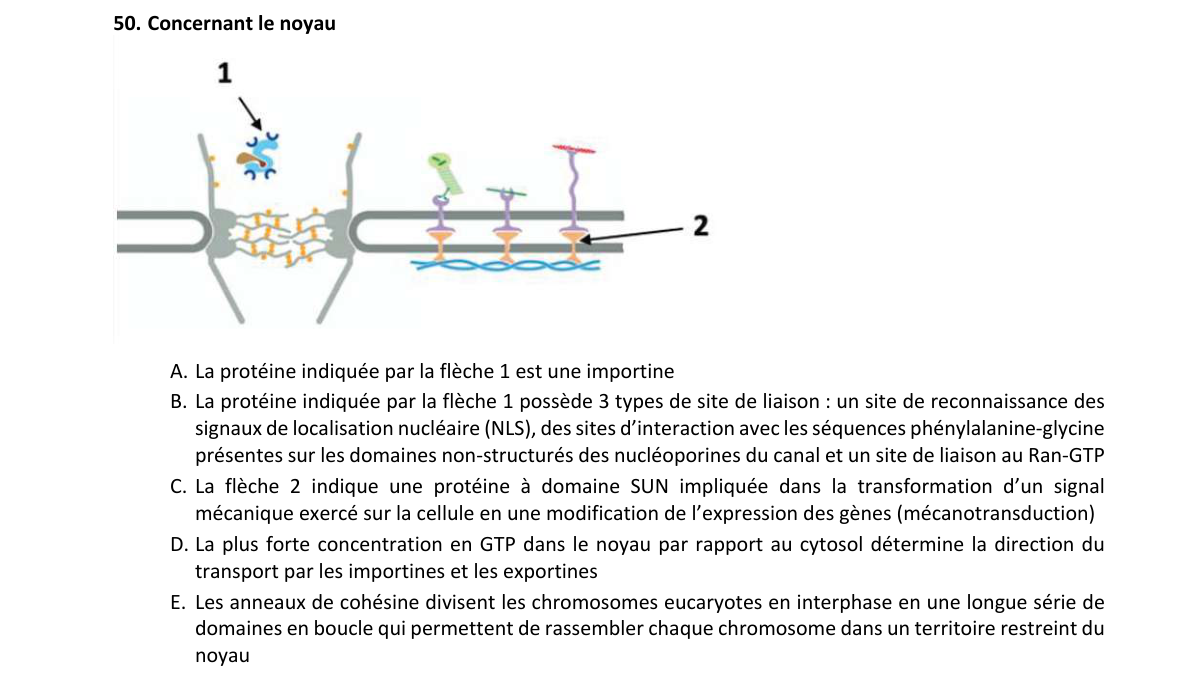 50. Concernant le noyau
1
2
A. La protéine indiquée par la flèche 1 est une importine
B. La protéine indiquée par la flèche 1 possède 3 types de site de liaison : un site de reconnaissance des
signaux de localisation nucléaire (NLS), des sites d’interaction avec les séquences phénylalanine-glycine
présentes sur les domaines non-structurés des nucléoporines du canal et un site de liaison au Ran-GTP
C. La flèche 2 indique une protéine à domaine SUN impliquée dans la transformation d’un signal
mécanique exercé sur la cellule en une modification de l’expression des gènes (mécanotransduction)
D. La plus forte concentration en GTP dans le noyau par rapport au cytosol détermine la direction du
transport par les importines et les exportines
E. Les anneaux de cohésine divisent les chromosomes eucaryotes en interphase en une longue série de
domaines en boucle qui permettent de rassembler chaque chromosome dans un territoire restreint du
noyau